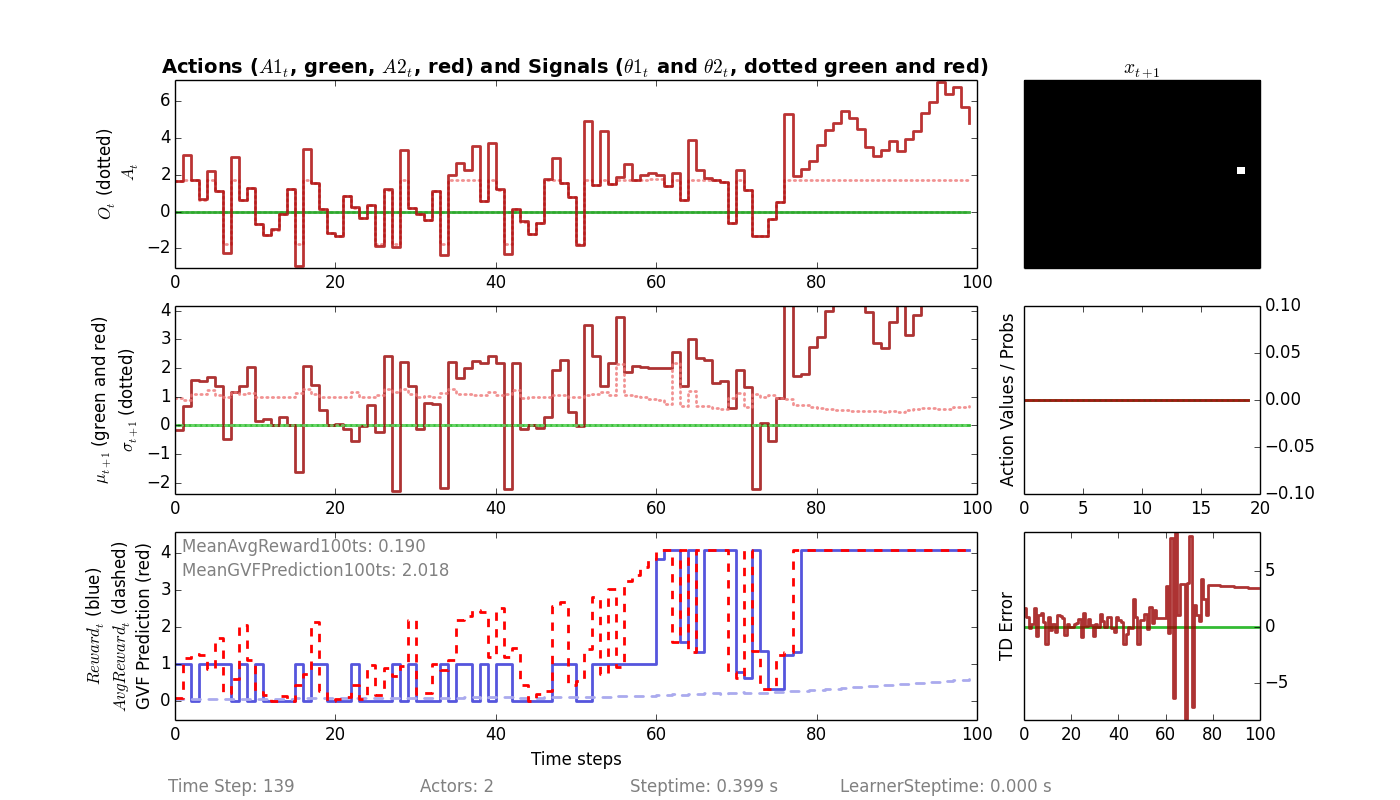 Actions (A1_t, green, A2_t, red) and Signals (θ1_t and θ2_t, dotted green and red)
x_{t+1}
O_t (dotted)
A_t
6
4
2
0
−2
0 20 40 60 80 100
μ_{t+1} (green and red)
σ_{t+1} (dotted)
4
3
2
1
0
−1
−2
0 20 40 60 80 100
Action Values / Probs
0.10
0.05
0.00
−0.05
−0.10
0 5 10 15 20
Reward_t (blue)
AvgReward_t (dashed)
GVF Prediction (red)
4
3
2
1
0
MeanAvgReward100ts: 0.190
MeanGVFPrediction100ts: 2.018
0 20 40 60 80 100
Time steps
TD Error
5
0
−5
0 20 40 60 80 100
Time Step: 139 Actors: 2 Steptime: 0.399 s LearnerSteptime: 0.000 s